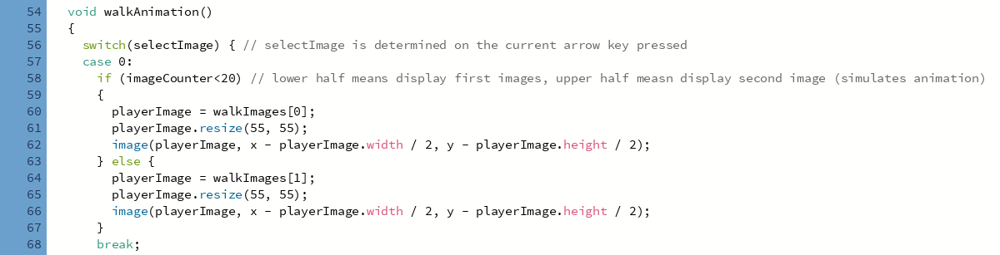 54 void walkAnimation()
55 {
56 switch(selectImage) { // selectImage is determined on the current arrow key pressed
57 case 0:
58 if (imageCounter<20) // lower half means display first images, upper half measn display second image (simulates animation)
59 {
60 playerImage = walkImages[0];
61 playerImage.resize(55, 55);
62 image(playerImage, x - playerImage.width / 2, y - playerImage.height / 2);
63 } else {
64 playerImage = walkImages[1];
65 playerImage.resize(55, 55);
66 image(playerImage, x - playerImage.width / 2, y - playerImage.height / 2);
67 }
68 break;